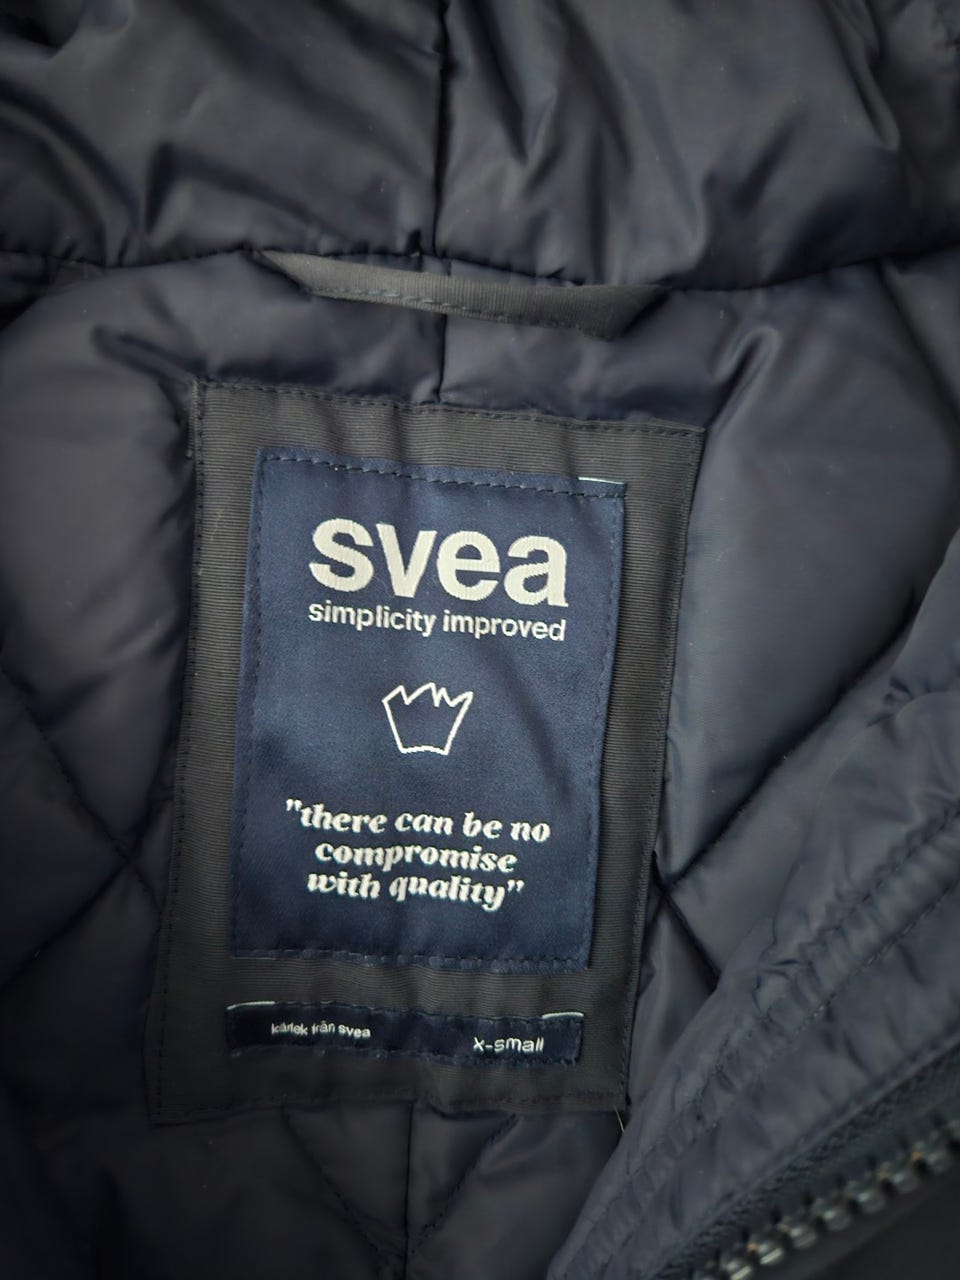 svea
simplicity improved
"there can be no
compromise
with quality"
kärlek från svea
x-small